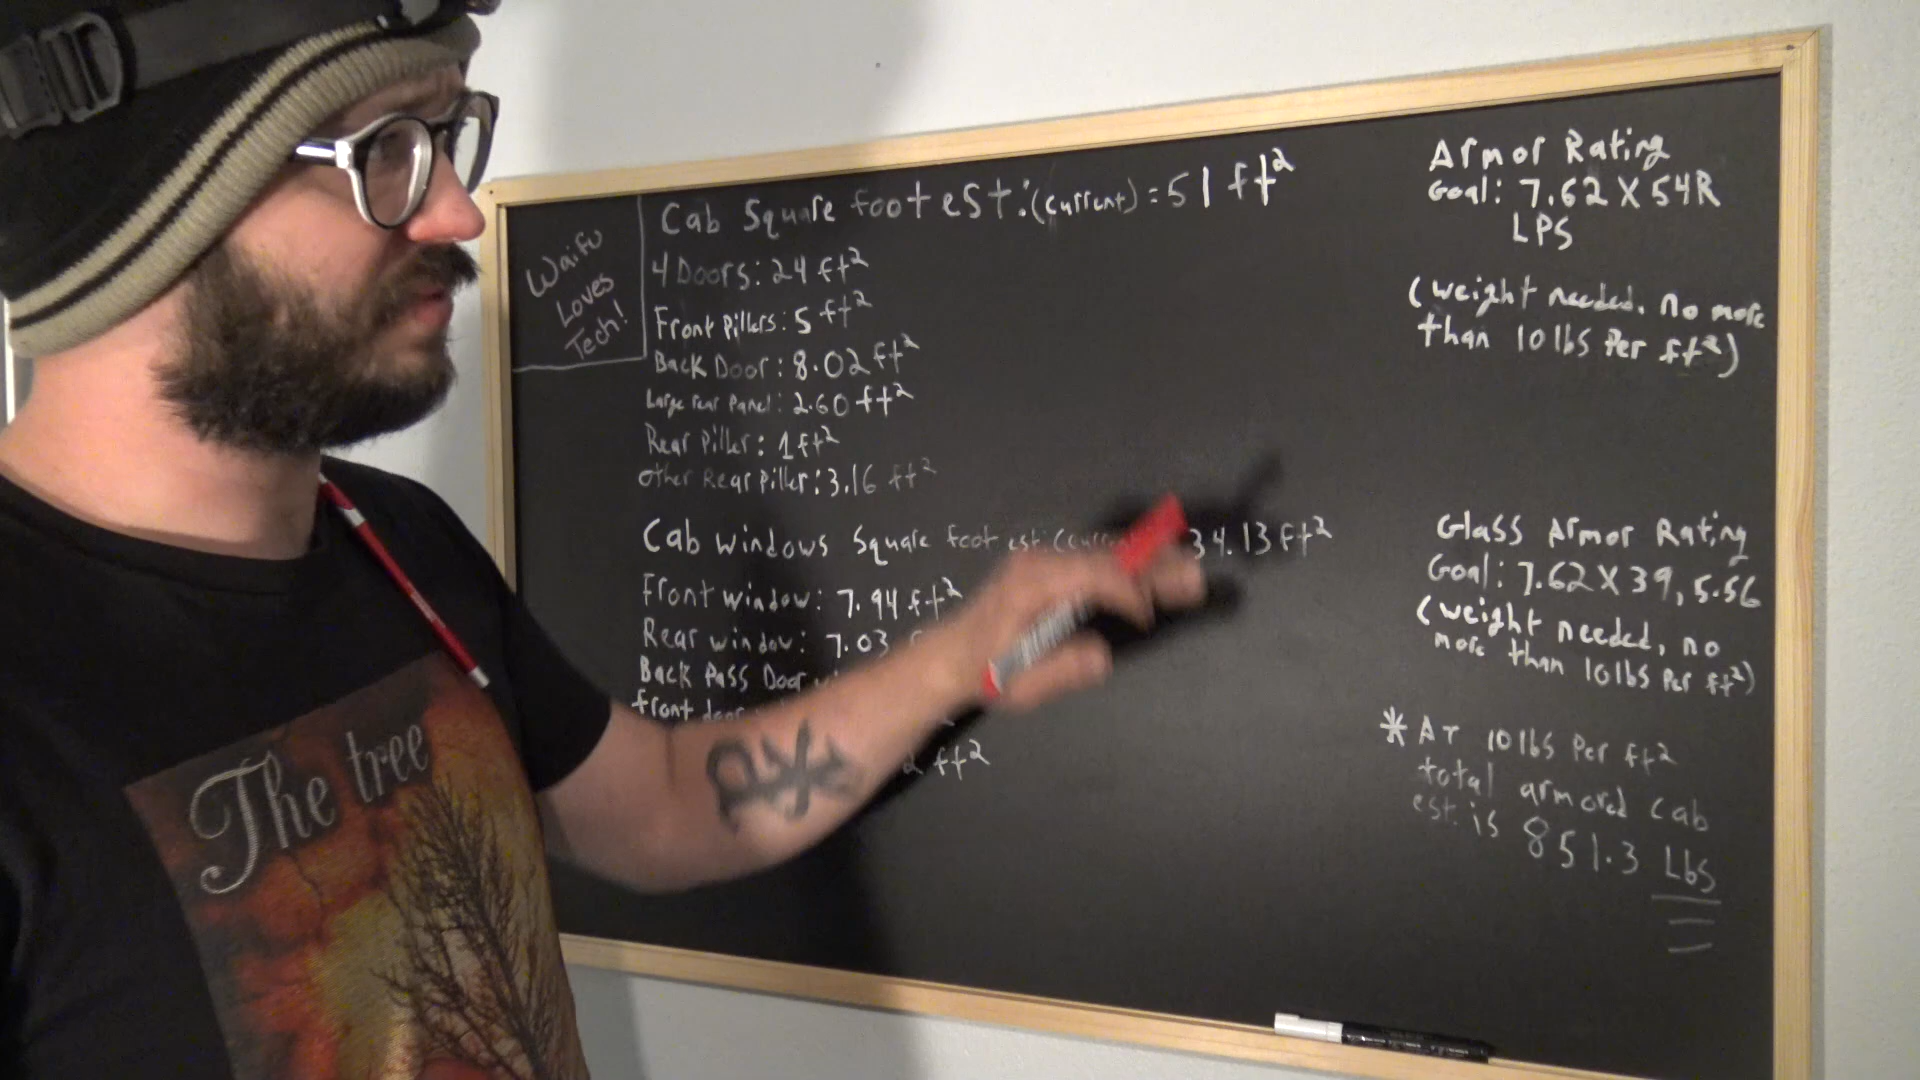 Waifu
Loves
Tech!
Cab Square foot est:(current) = 51 ft²
4 Doors: 24 ft²
Front Pillers: 5 ft²
Back Door: 8.02 ft²
Large rear Panel: 2.60 ft²
Rear Piller: 1 ft²
other Rear piller: 3.16 ft²
Cab windows Square foot est: 34.13 ft²
Front window: 7.94 ft²
Rear window: 7.03
Back Pass Door
front door
ft²
Armor Rating
Goal: 7.62 X 54R
LPS
(weight needed. no more
than 10 lbs Per ft²)
Glass Armor Rating
Goal: 7.62 X 39, 5.56
(weight needed, no
more than 10 lbs Per ft²)
* AT 10 lbs Per ft²
total armored cab
est. is 851.3 Lbs
The tree